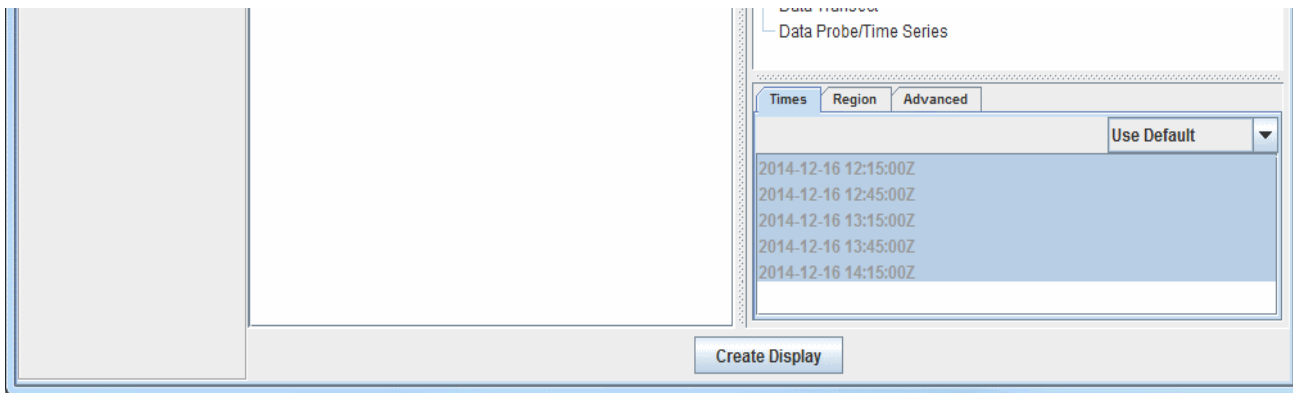 Data Transect
Data Probe/Time Series
Times Region Advanced
Use Default
2014-12-16 12:15:00Z
2014-12-16 12:45:00Z
2014-12-16 13:15:00Z
2014-12-16 13:45:00Z
2014-12-16 14:15:00Z
Create Display